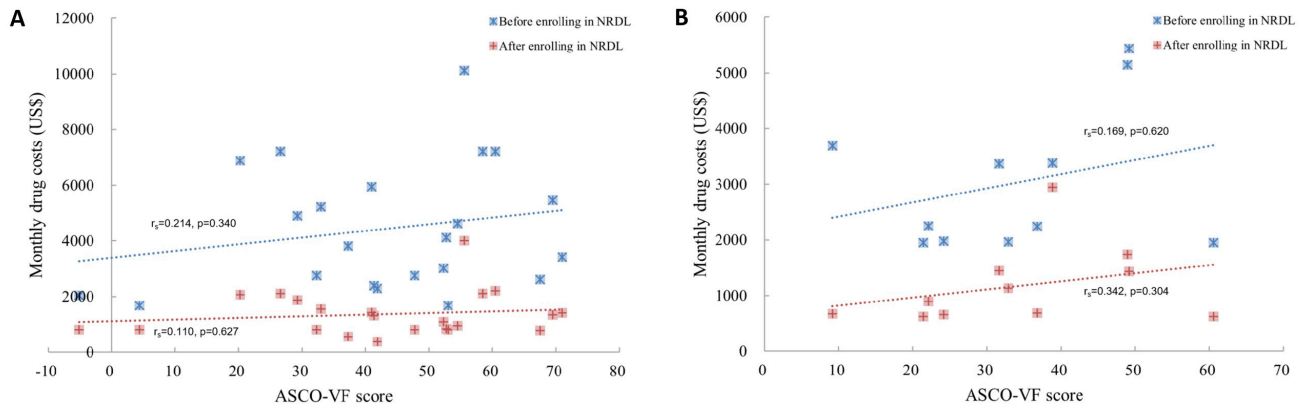 A
Before enrolling in NRDL
After enrolling in NRDL
Monthly drug costs (US$)
12000
10000
8000
6000
4000
2000
0
rs=0.214, p=0.340
rs=0.110, p=0.627
-10 0 10 20 30 40 50 60 70 80
ASCO-VF score
B
Before enrolling in NRDL
After enrolling in NRDL
Monthly drug costs (US$)
6000
5000
4000
3000
2000
1000
0
rs=0.169, p=0.620
rs=0.342, p=0.304
0 10 20 30 40 50 60 70
ASCO-VF score